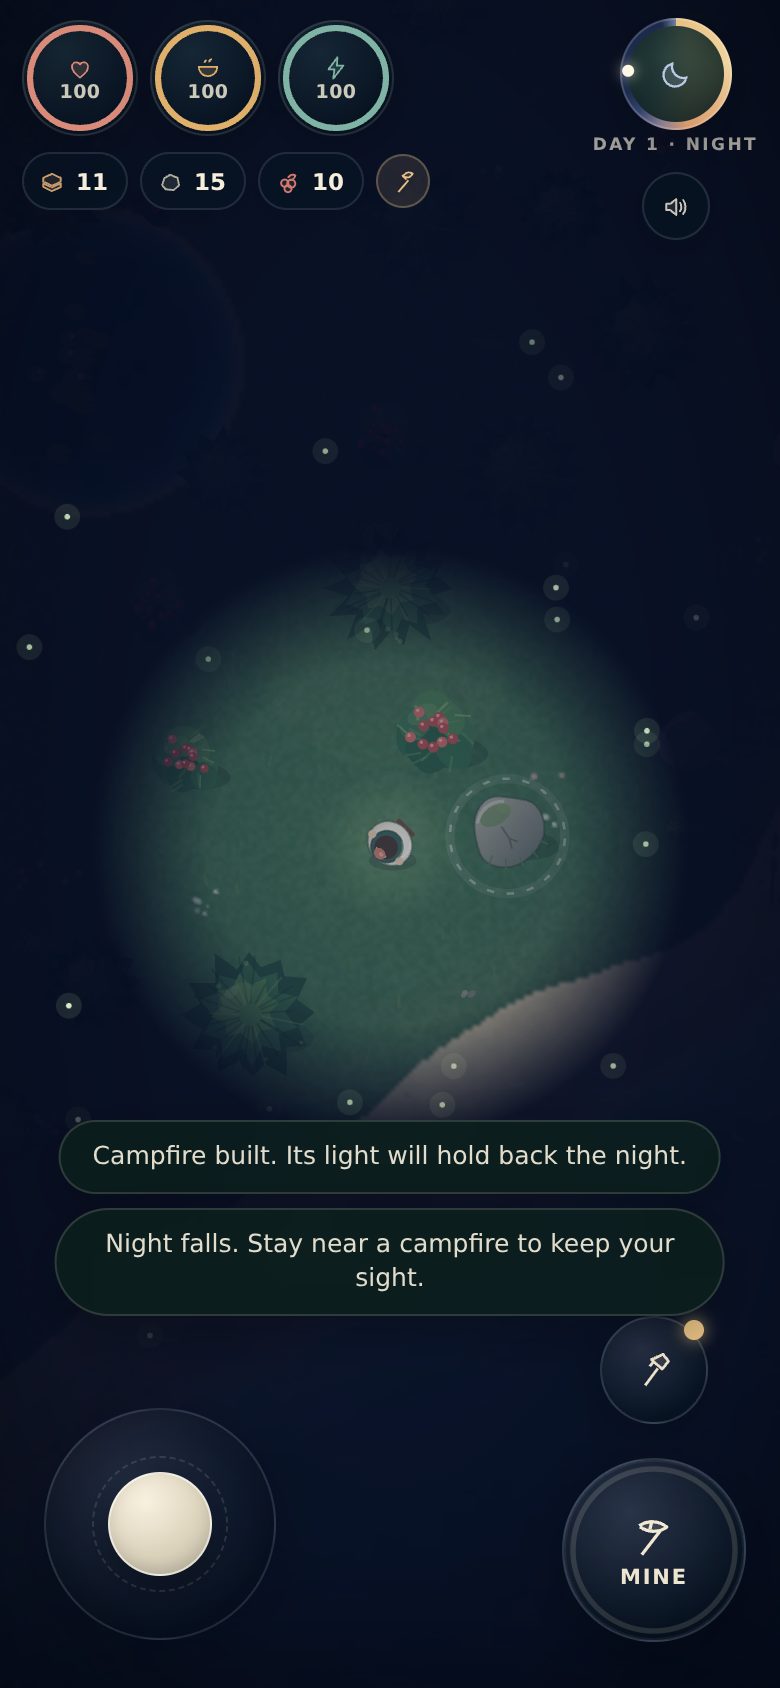 100
100
100
11
15
10
DAY 1 · NIGHT
Campfire built. Its light will hold back the night.
Night falls. Stay near a campfire to keep your
sight.
MINE